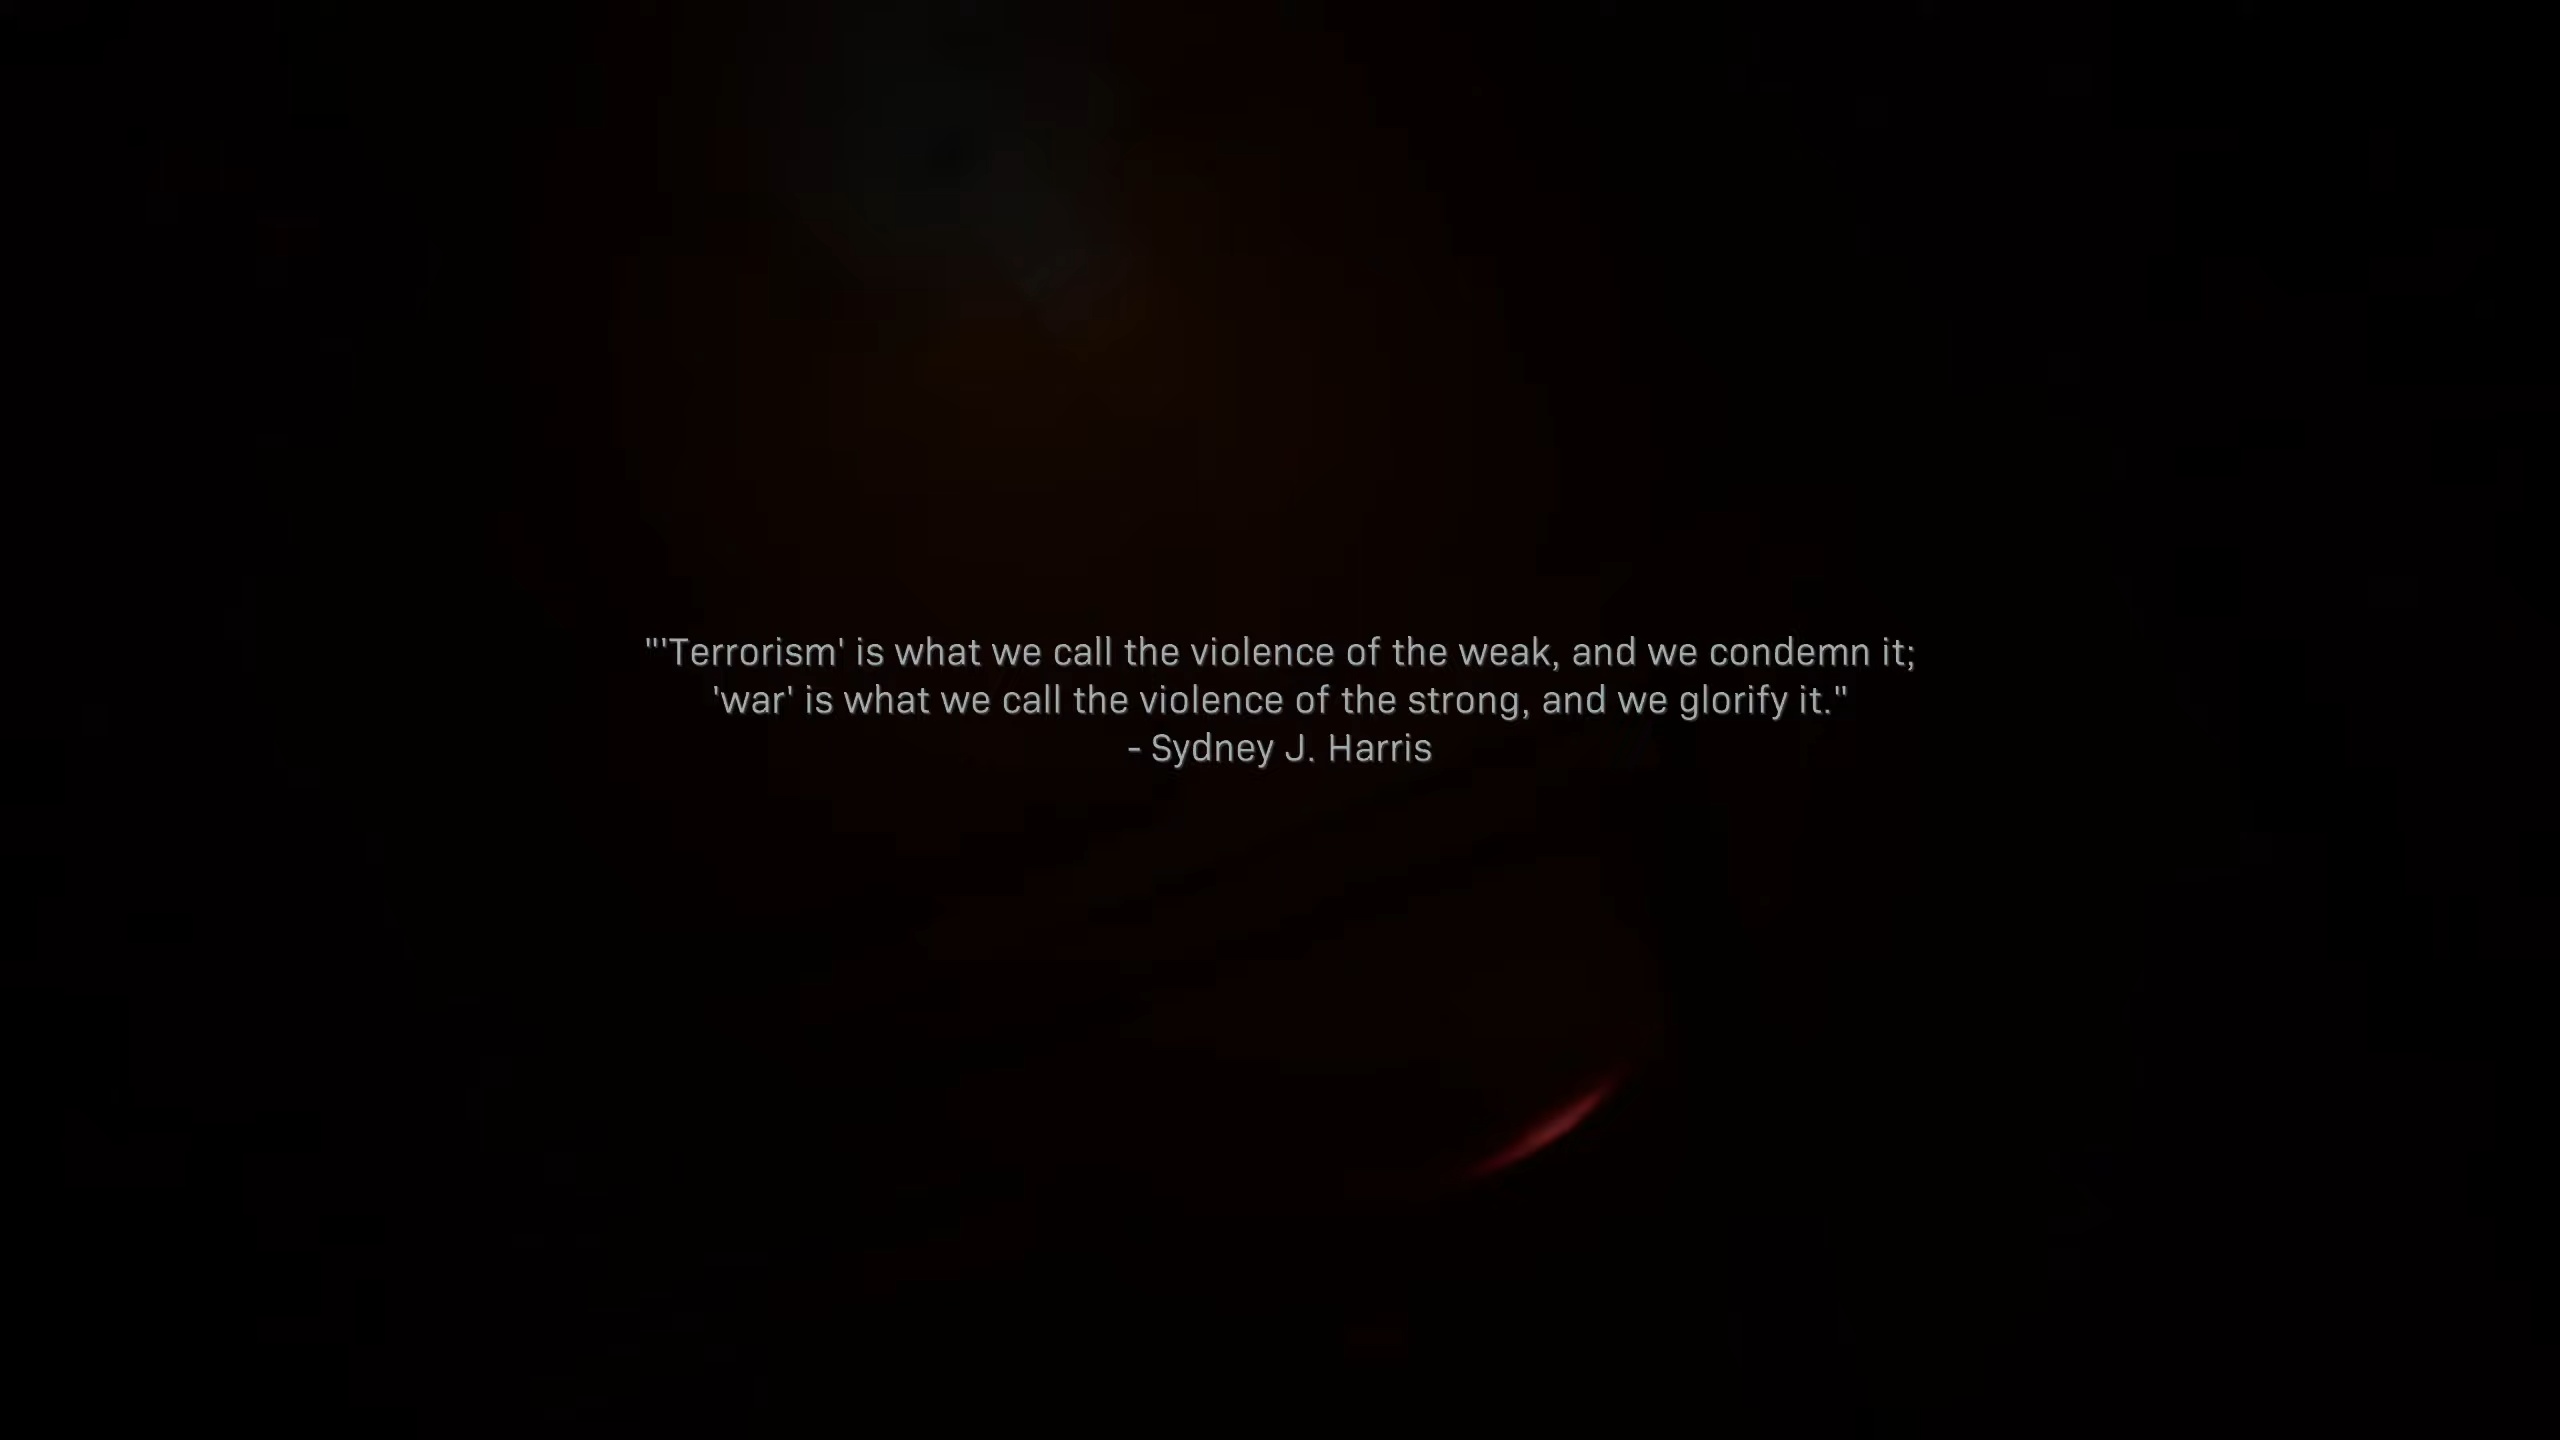 "'Terrorism' is what we call the violence of the weak, and we condemn it;
'war' is what we call the violence of the strong, and we glorify it."
- Sydney J. Harris